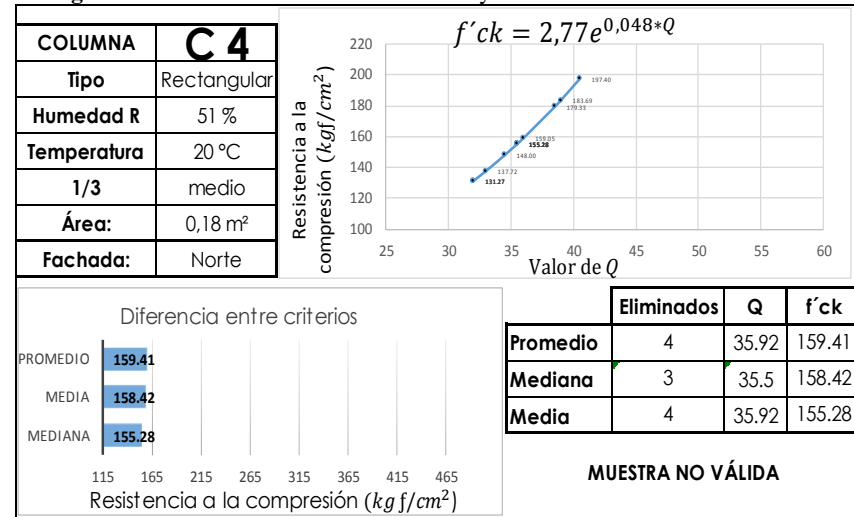 COLUMNA C 4
Tipo Rectangular
Humedad R 51 %
Temperatura 20 °C
1/3 medio
Área: 0,18 m²
Fachada: Norte
f´ck = 2,77e^0,048*Q
Resistencia a la
compresión (kgf/cm²)
220
200
180
160
140
120
100
197.40
183.69
179.33
159.05
155.28
148.00
137.72
131.27
25 30 35 40 45 50 55 60
Valor de Q
Diferencia entre criterios
PROMEDIO 159.41
MEDIA 158.42
MEDIANA 155.28
115 165 215 265 315 365 415 465
Resistencia a la compresión (kg f/cm²)
Eliminados Q f´ck
Promedio 4 35.92 159.41
Mediana 3 35.5 158.42
Media 4 35.92 155.28
MUESTRA NO VÁLIDA